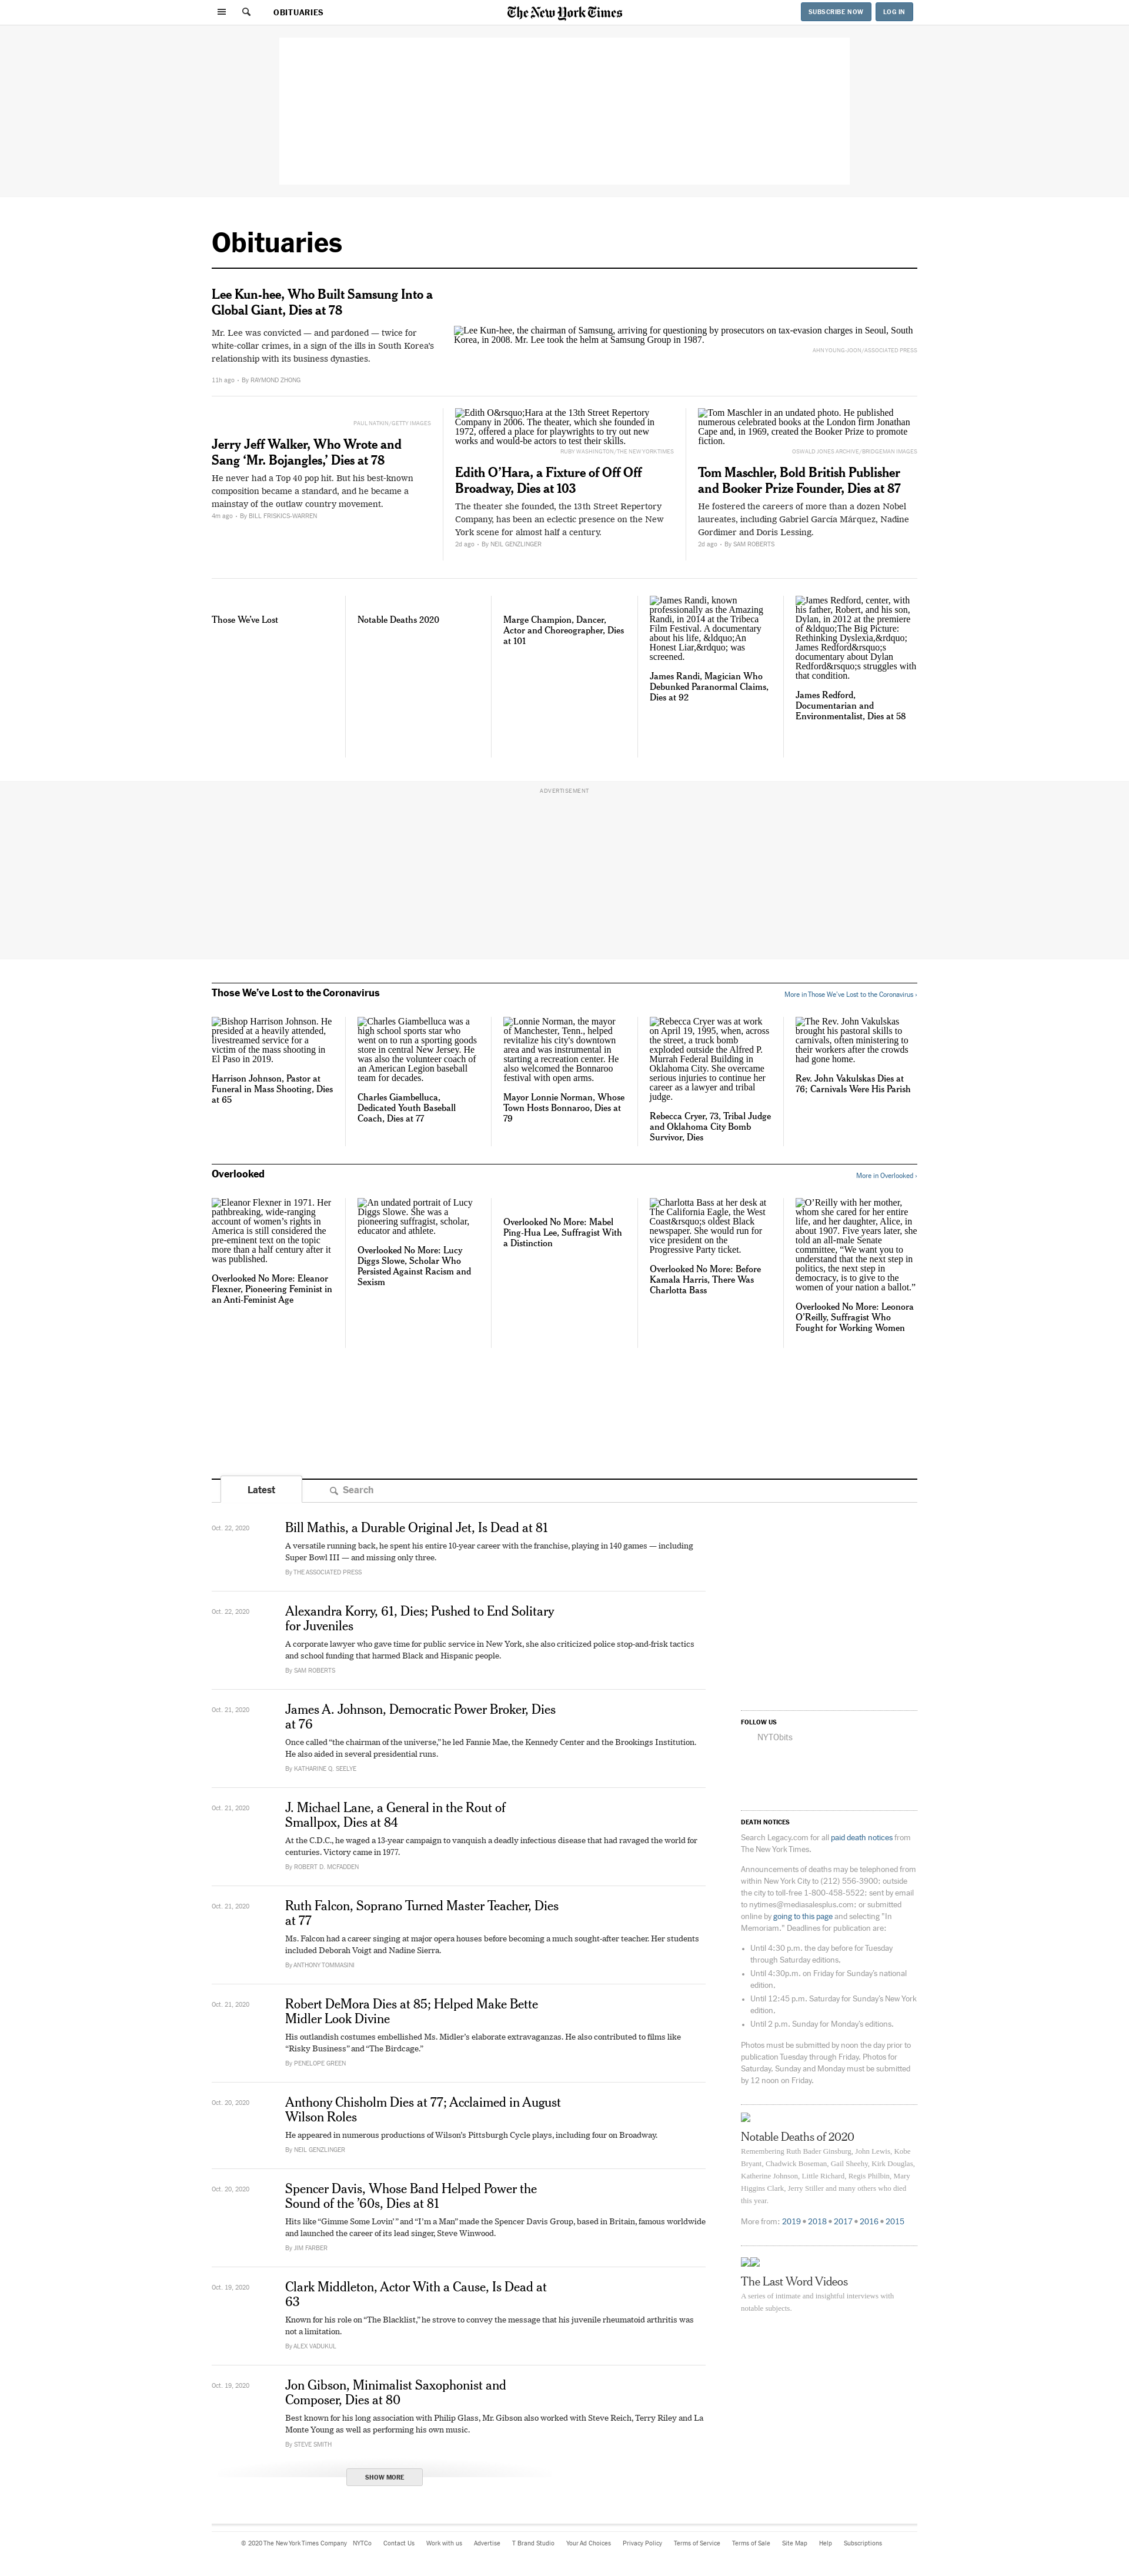 OBITUARIES
The New York Times
SUBSCRIBE NOW
LOG IN
Obituaries
Lee Kun-hee, Who Built Samsung Into a
Global Giant, Dies at 78
Mr. Lee was convicted — and pardoned — twice for
white-collar crimes, in a sign of the ills in South Korea's
relationship with its business dynasties.
11h ago • By RAYMOND ZHONG
Lee Kun-hee, the chairman of Samsung, arriving for questioning by prosecutors on tax-evasion charges in Seoul, South
Korea, in 2008. Mr. Lee took the helm at Samsung Group in 1987.
AHN YOUNG-JOON/ASSOCIATED PRESS
PAUL NATKIN/GETTY IMAGES
Jerry Jeff Walker, Who Wrote and
Sang ‘Mr. Bojangles,’ Dies at 78
He never had a Top 40 pop hit. But his best-known
composition became a standard, and he became a
mainstay of the outlaw country movement.
4m ago • By BILL FRISKICS-WARREN
Edith O&rsquo;Hara at the 13th Street Repertory
Company in 2006. The theater, which she founded in
1972, offered a place for playwrights to try out new
works and would-be actors to test their skills.
RUBY WASHINGTON/THE NEW YORK TIMES
Edith O’Hara, a Fixture of Off Off
Broadway, Dies at 103
The theater she founded, the 13th Street Repertory
Company, has been an eclectic presence on the New
York scene for almost half a century.
2d ago • By NEIL GENZLINGER
Tom Maschler in an undated photo. He published
numerous celebrated books at the London firm Jonathan
Cape and, in 1969, created the Booker Prize to promote
fiction.
OSWALD JONES ARCHIVE/BRIDGEMAN IMAGES
Tom Maschler, Bold British Publisher
and Booker Prize Founder, Dies at 87
He fostered the careers of more than a dozen Nobel
laureates, including Gabriel García Márquez, Nadine
Gordimer and Doris Lessing.
2d ago • By SAM ROBERTS
Those We’ve Lost
Notable Deaths 2020
Marge Champion, Dancer,
Actor and Choreographer, Dies
at 101
James Randi, known
professionally as the Amazing
Randi, in 2014 at the Tribeca
Film Festival. A documentary
about his life, &ldquo;An
Honest Liar,&rdquo; was
screened.
James Randi, Magician Who
Debunked Paranormal Claims,
Dies at 92
James Redford, center, with
his father, Robert, and his son,
Dylan, in 2012 at the premiere
of &ldquo;The Big Picture:
Rethinking Dyslexia,&rdquo;
James Redford&rsquo;s
documentary about Dylan
Redford&rsquo;s struggles with
that condition.
James Redford,
Documentarian and
Environmentalist, Dies at 58
ADVERTISEMENT
Those We’ve Lost to the Coronavirus
More in Those We’ve Lost to the Coronavirus ›
Bishop Harrison Johnson. He
presided at a heavily attended,
livestreamed service for a
victim of the mass shooting in
El Paso in 2019.
Harrison Johnson, Pastor at
Funeral in Mass Shooting, Dies
at 65
Charles Giambelluca was a
high school sports star who
went on to run a sporting goods
store in central New Jersey. He
was also the volunteer coach of
an American Legion baseball
team for decades.
Charles Giambelluca,
Dedicated Youth Baseball
Coach, Dies at 77
Lonnie Norman, the mayor
of Manchester, Tenn., helped
revitalize his city's downtown
area and was instrumental in
starting a recreation center. He
also welcomed the Bonnaroo
festival with open arms.
Mayor Lonnie Norman, Whose
Town Hosts Bonnaroo, Dies at
79
Rebecca Cryer was at work
on April 19, 1995, when, across
the street, a truck bomb
exploded outside the Alfred P.
Murrah Federal Building in
Oklahoma City. She overcame
serious injuries to continue her
career as a lawyer and tribal
judge.
Rebecca Cryer, 73, Tribal Judge
and Oklahoma City Bomb
Survivor, Dies
The Rev. John Vakulskas
brought his pastoral skills to
carnivals, often ministering to
their workers after the crowds
had gone home.
Rev. John Vakulskas Dies at
76; Carnivals Were His Parish
Overlooked
More in Overlooked ›
Eleanor Flexner in 1971. Her
pathbreaking, wide-ranging
account of women’s rights in
America is still considered the
pre-eminent text on the topic
more than a half century after it
was published.
Overlooked No More: Eleanor
Flexner, Pioneering Feminist in
an Anti-Feminist Age
An undated portrait of Lucy
Diggs Slowe. She was a
pioneering suffragist, scholar,
educator and athlete.
Overlooked No More: Lucy
Diggs Slowe, Scholar Who
Persisted Against Racism and
Sexism
Overlooked No More: Mabel
Ping-Hua Lee, Suffragist With
a Distinction
Charlotta Bass at her desk at
The California Eagle, the West
Coast&rsquo;s oldest Black
newspaper. She would run for
vice president on the
Progressive Party ticket.
Overlooked No More: Before
Kamala Harris, There Was
Charlotta Bass
O’Reilly with her mother,
whom she cared for her entire
life, and her daughter, Alice, in
about 1907. Five years later, she
told an all-male Senate
committee, “We want you to
understand that the next step in
politics, the next step in
democracy, is to give to the
women of your nation a ballot.”
Overlooked No More: Leonora
O’Reilly, Suffragist Who
Fought for Working Women
Latest
Search
Oct. 22, 2020
Bill Mathis, a Durable Original Jet, Is Dead at 81
A versatile running back, he spent his entire 10-year career with the franchise, playing in 140 games — including
Super Bowl III — and missing only three.
By THE ASSOCIATED PRESS
Oct. 22, 2020
Alexandra Korry, 61, Dies; Pushed to End Solitary
for Juveniles
A corporate lawyer who gave time for public service in New York, she also criticized police stop-and-frisk tactics
and school funding that harmed Black and Hispanic people.
By SAM ROBERTS
Oct. 21, 2020
James A. Johnson, Democratic Power Broker, Dies
at 76
Once called “the chairman of the universe,” he led Fannie Mae, the Kennedy Center and the Brookings Institution.
He also aided in several presidential runs.
By KATHARINE Q. SEELYE
Oct. 21, 2020
J. Michael Lane, a General in the Rout of
Smallpox, Dies at 84
At the C.D.C., he waged a 13-year campaign to vanquish a deadly infectious disease that had ravaged the world for
centuries. Victory came in 1977.
By ROBERT D. MCFADDEN
Oct. 21, 2020
Ruth Falcon, Soprano Turned Master Teacher, Dies
at 77
Ms. Falcon had a career singing at major opera houses before becoming a much sought-after teacher. Her students
included Deborah Voigt and Nadine Sierra.
By ANTHONY TOMMASINI
Oct. 21, 2020
Robert DeMora Dies at 85; Helped Make Bette
Midler Look Divine
His outlandish costumes embellished Ms. Midler’s elaborate extravaganzas. He also contributed to films like
“Risky Business” and “The Birdcage.”
By PENELOPE GREEN
Oct. 20, 2020
Anthony Chisholm Dies at 77; Acclaimed in August
Wilson Roles
He appeared in numerous productions of Wilson’s Pittsburgh Cycle plays, including four on Broadway.
By NEIL GENZLINGER
Oct. 20, 2020
Spencer Davis, Whose Band Helped Power the
Sound of the ’60s, Dies at 81
Hits like “Gimme Some Lovin’ ” and “I’m a Man” made the Spencer Davis Group, based in Britain, famous worldwide
and launched the career of its lead singer, Steve Winwood.
By JIM FARBER
Oct. 19, 2020
Clark Middleton, Actor With a Cause, Is Dead at
63
Known for his role on “The Blacklist,” he strove to convey the message that his juvenile rheumatoid arthritis was
not a limitation.
By ALEX VADUKUL
Oct. 19, 2020
Jon Gibson, Minimalist Saxophonist and
Composer, Dies at 80
Best known for his long association with Philip Glass, Mr. Gibson also worked with Steve Reich, Terry Riley and La
Monte Young as well as performing his own music.
By STEVE SMITH
SHOW MORE
FOLLOW US
NYTObits
DEATH NOTICES
Search Legacy.com for all paid death notices from
The New York Times.
Announcements of deaths may be telephoned from
within New York City to (212) 556-3900; outside
the city to toll-free 1-800-458-5522; sent by email
to nytimes@mediasalesplus.com; or submitted
online by going to this page and selecting "In
Memoriam." Deadlines for publication are:
• Until 4:30 p.m. the day before for Tuesday
through Saturday editions.
• Until 4:30p.m. on Friday for Sunday's national
edition.
• Until 12:45 p.m. Saturday for Sunday's New York
edition.
• Until 2 p.m. Sunday for Monday's editions.
Photos must be submitted by noon the day prior to
publication Tuesday through Friday. Photos for
Saturday, Sunday and Monday must be submitted
by 12 noon on Friday.
Notable Deaths of 2020
Remembering Ruth Bader Ginsburg, John Lewis, Kobe
Bryant, Chadwick Boseman, Gail Sheehy, Kirk Douglas,
Katherine Johnson, Little Richard, Regis Philbin, Mary
Higgins Clark, Jerry Stiller and many others who died
this year.
More from: 2019 • 2018 • 2017 • 2016 • 2015
The Last Word Videos
A series of intimate and insightful interviews with
notable subjects.
© 2020 The New York Times Company NYTCo Contact Us Work with us Advertise T Brand Studio Your Ad Choices Privacy Policy Terms of Service Terms of Sale Site Map Help Subscriptions